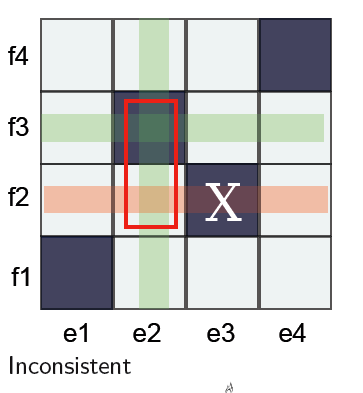 f4
f3
f2
X
f1
e1 e2 e3 e4
Inconsistent